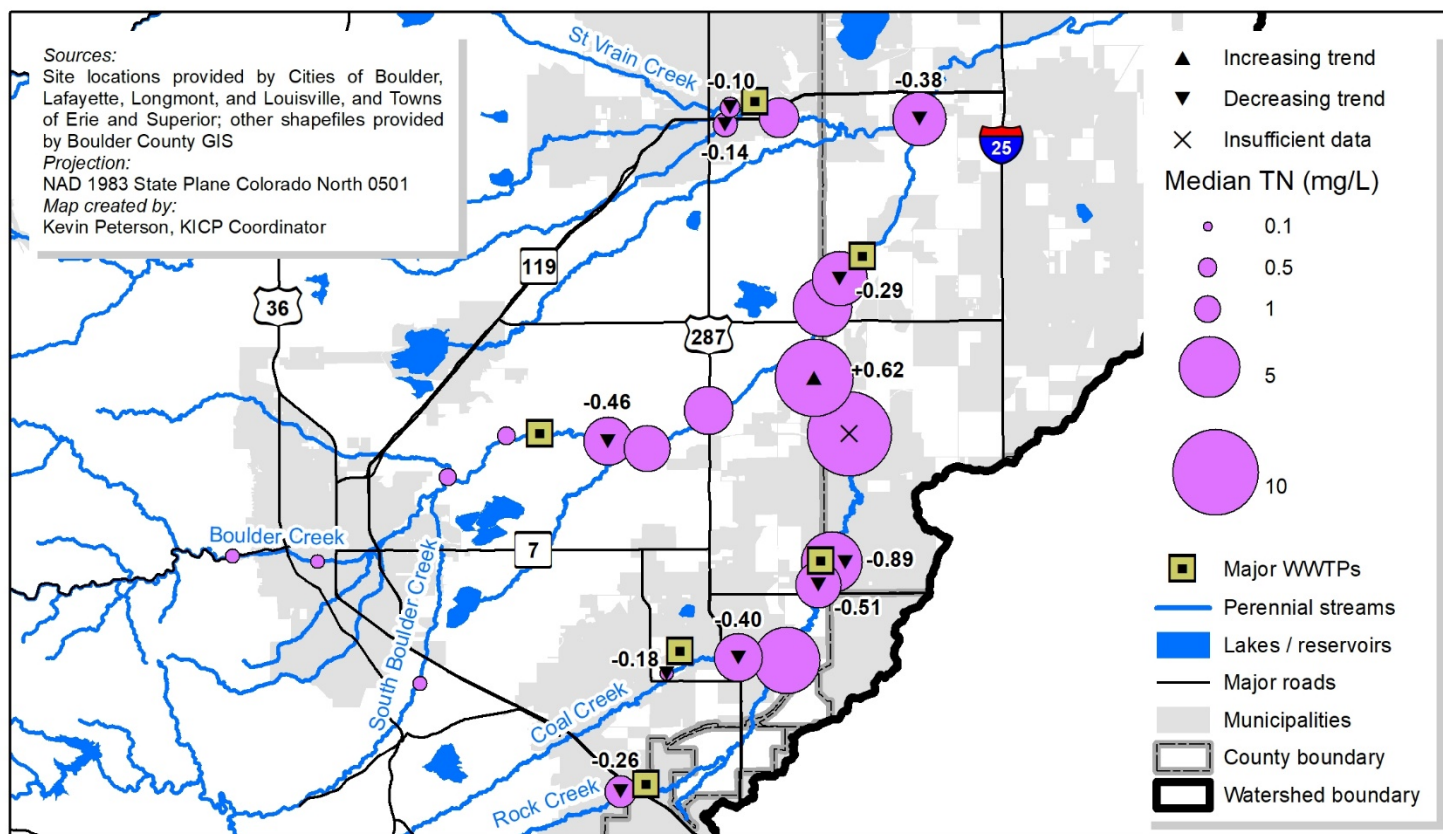 Sources:
Site locations provided by Cities of Boulder,
Lafayette, Longmont, and Louisville, and Towns
of Erie and Superior; other shapefiles provided
by Boulder County GIS
Projection:
NAD 1983 State Plane Colorado North 0501
Map created by:
Kevin Peterson, KICP Coordinator
St Vrain Creek
-0.10
-0.38
-0.14
25
119
36
-0.29
287
+0.62
-0.46
Boulder Creek
7
South Boulder Creek
-0.89
-0.51
-0.40
-0.18
Coal Creek
-0.26
Rock Creek
Increasing trend
Decreasing trend
Insufficient data
Median TN (mg/L)
0.1
0.5
1
5
10
Major WWTPs
Perennial streams
Lakes / reservoirs
Major roads
Municipalities
County boundary
Watershed boundary